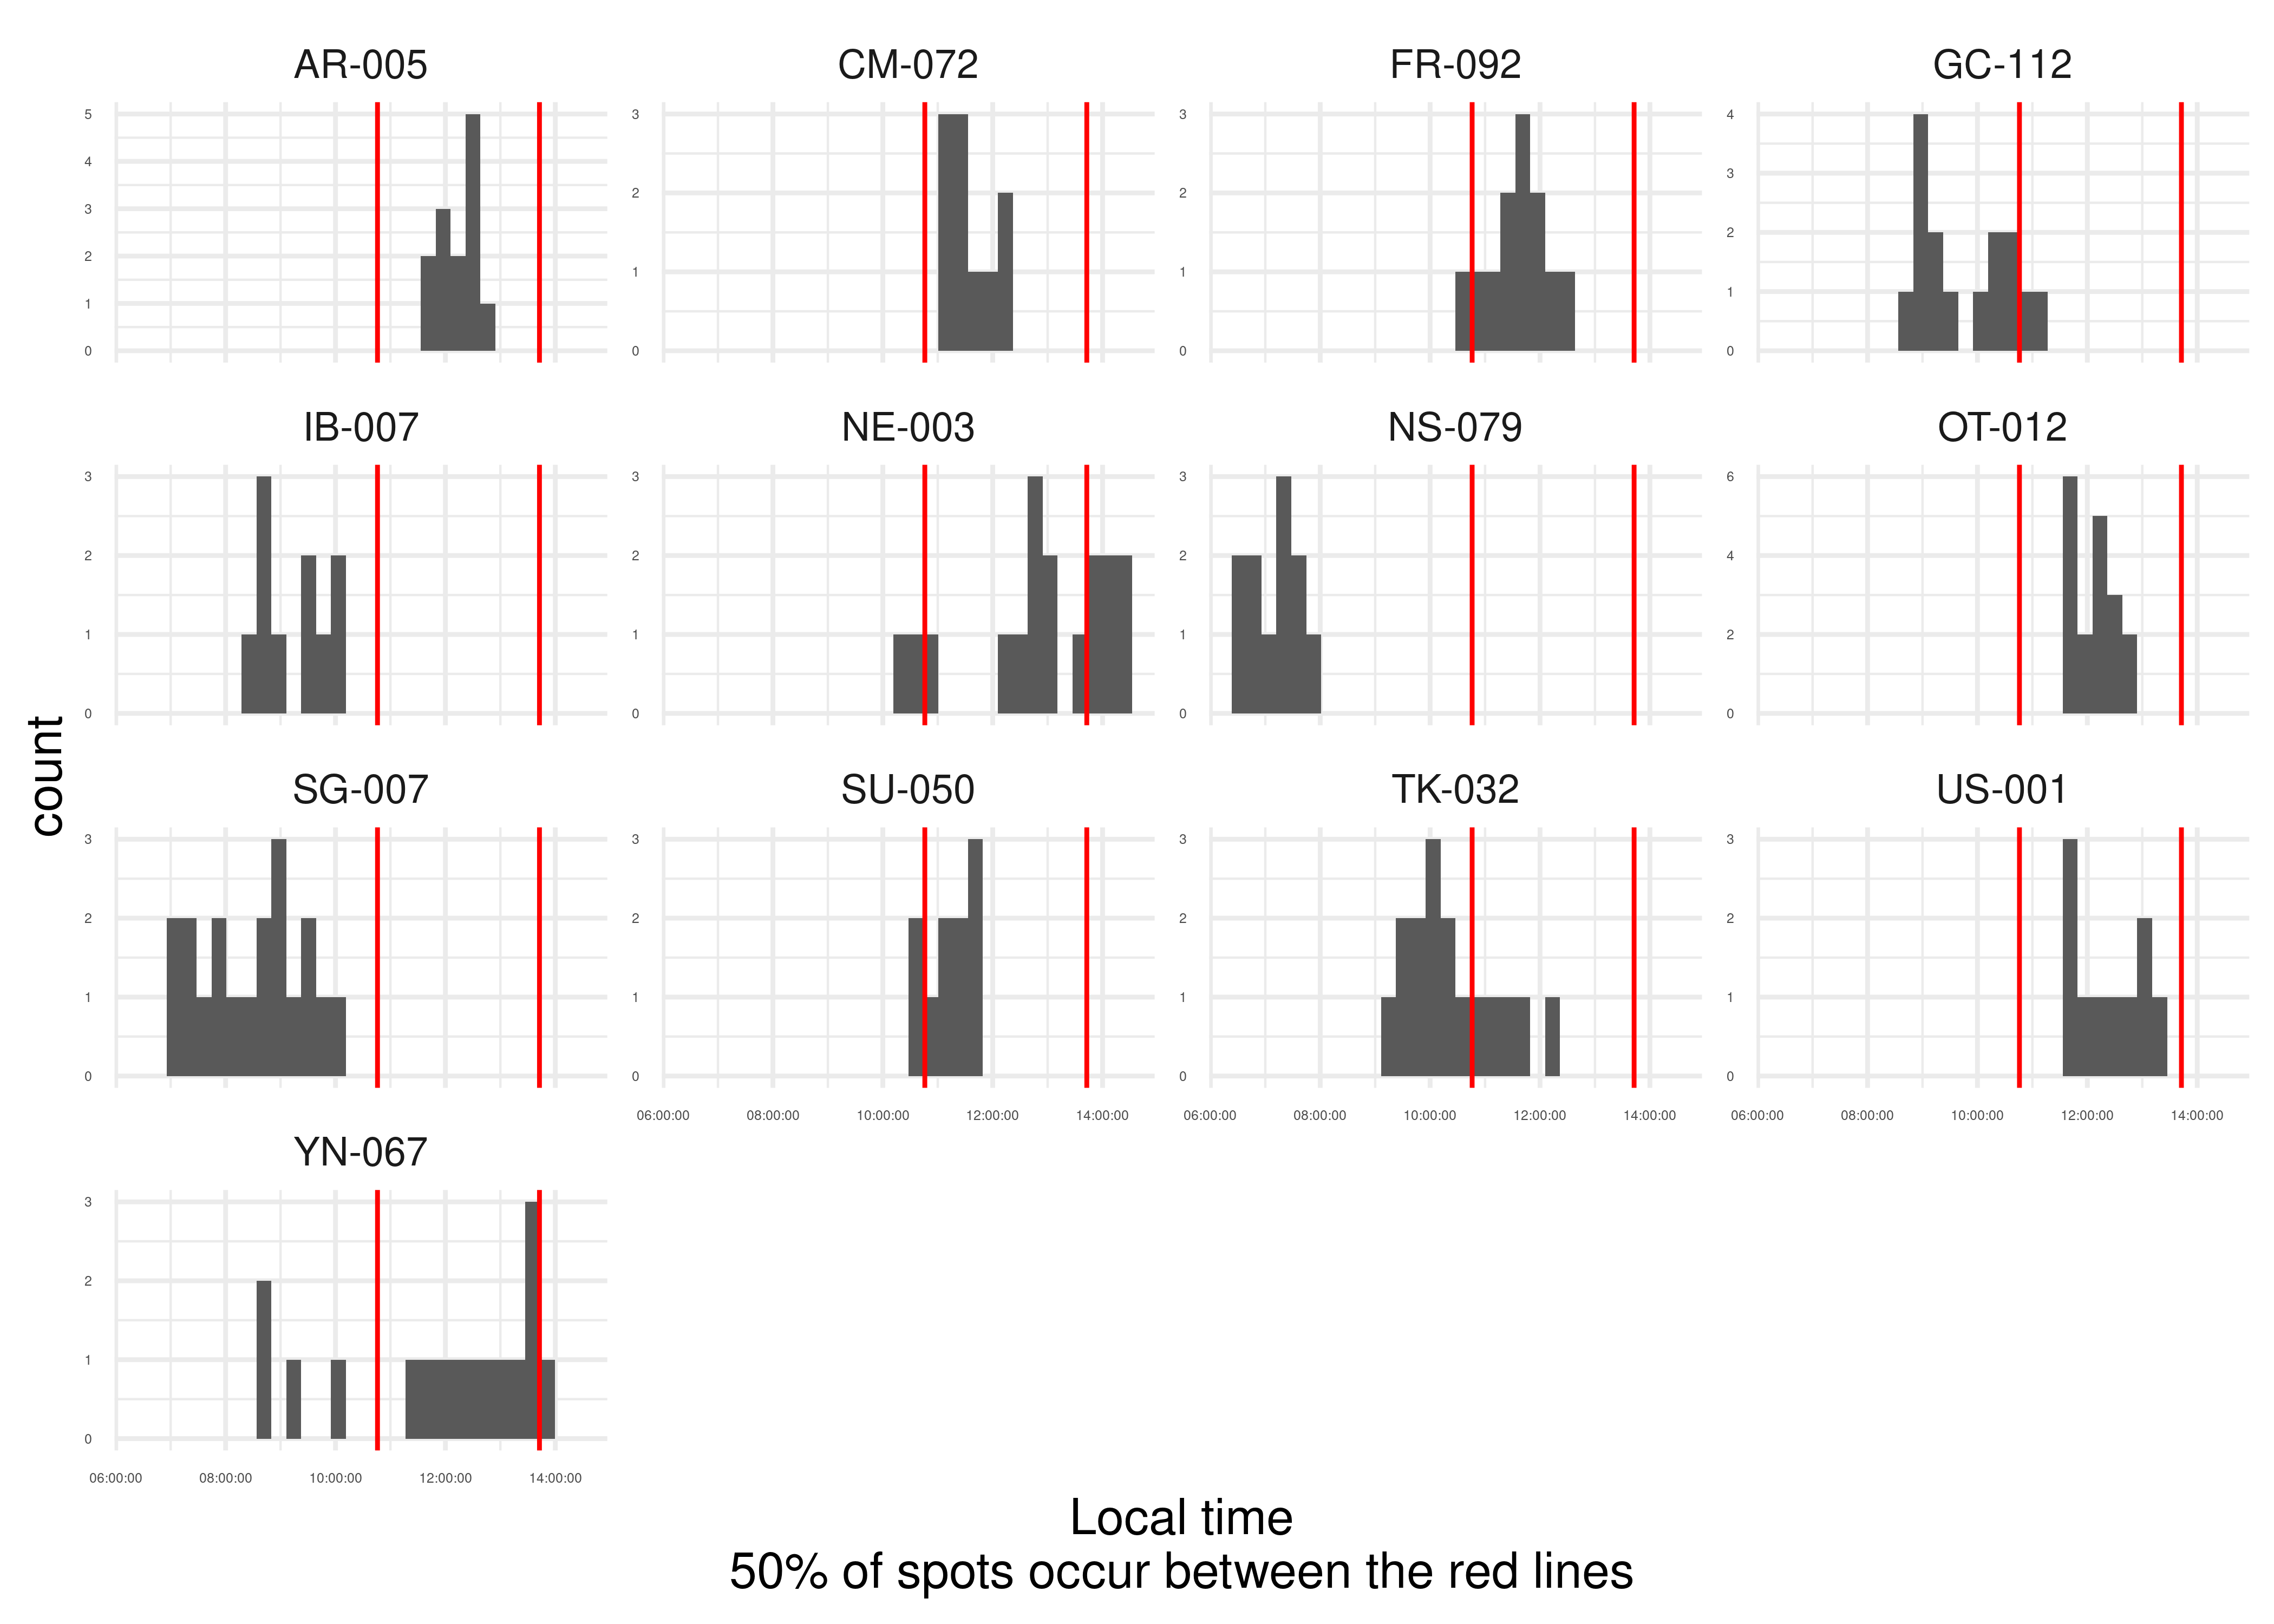 AR-005 CM-072 FR-092 GC-112
5 3 3 4
4
3 2 2 3
2 1 1 2
1 1
0 0 0 0
IB-007 NE-003 NS-079 OT-012
3 3 3 6
2 2 2 4
1 1 1 2
0 0 0 0
count
SG-007 SU-050 TK-032 US-001
3 3 3 3
2 2 2 2
1 1 1 1
0 0 0 0
06:00:00 08:00:00 10:00:00 12:00:00 14:00:00 06:00:00 08:00:00 10:00:00 12:00:00 14:00:00 06:00:00 08:00:00 10:00:00 12:00:00 14:00:00
YN-067
3
2
1
0
06:00:00 08:00:00 10:00:00 12:00:00 14:00:00
Local time
50% of spots occur between the red lines